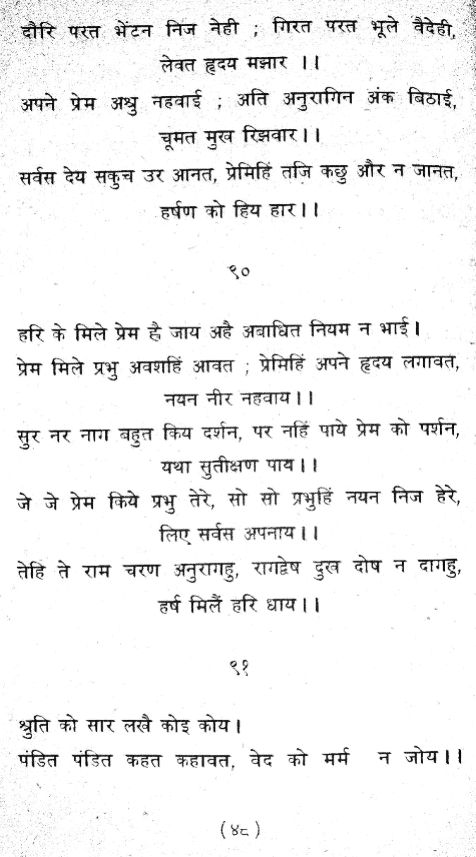 दौरि परत भेंटन निज नेही ; गिरत परत भूले वैदेही,
लेवत हृदय मझार ।।
अपने प्रेम अश्रु नहवाई ; अति अनुरागिन अंक बिठाई,
चूमत मुख रिझवार।।
सर्वस देय सकुच उर आनत, प्रेमिहिं तजि कछु और न जानत,
हर्षण को हिय हार।।
९०
हरि के मिले प्रेम ह्वै जाय अहै अबाधित नियम न भाई।
प्रेम मिले प्रभु अवशहिं आवत ; प्रेमिहिं अपने हृदय लगावत,
नयन नीर नहवाय।।
सुर नर नाग बहुत किय दर्शन, पर नहिं पाये प्रेम को पर्शन,
यथा सुतीक्षण पाय।।
जे जे प्रेम किये प्रभु तेरे, सो सो प्रभुहिं नयन निज हेरे,
लिए सर्वस अपनाय।।
तेहि ते राम चरण अनुरागहु, रागद्वेष दुख दोष न दागहु,
हर्ष मिलैं हरि धाय।।
९१
श्रुति को सार लखै कोइ कोय।
पंडित पंडित कहत कहावत, वेद को मर्म न जोय।।
(४८)